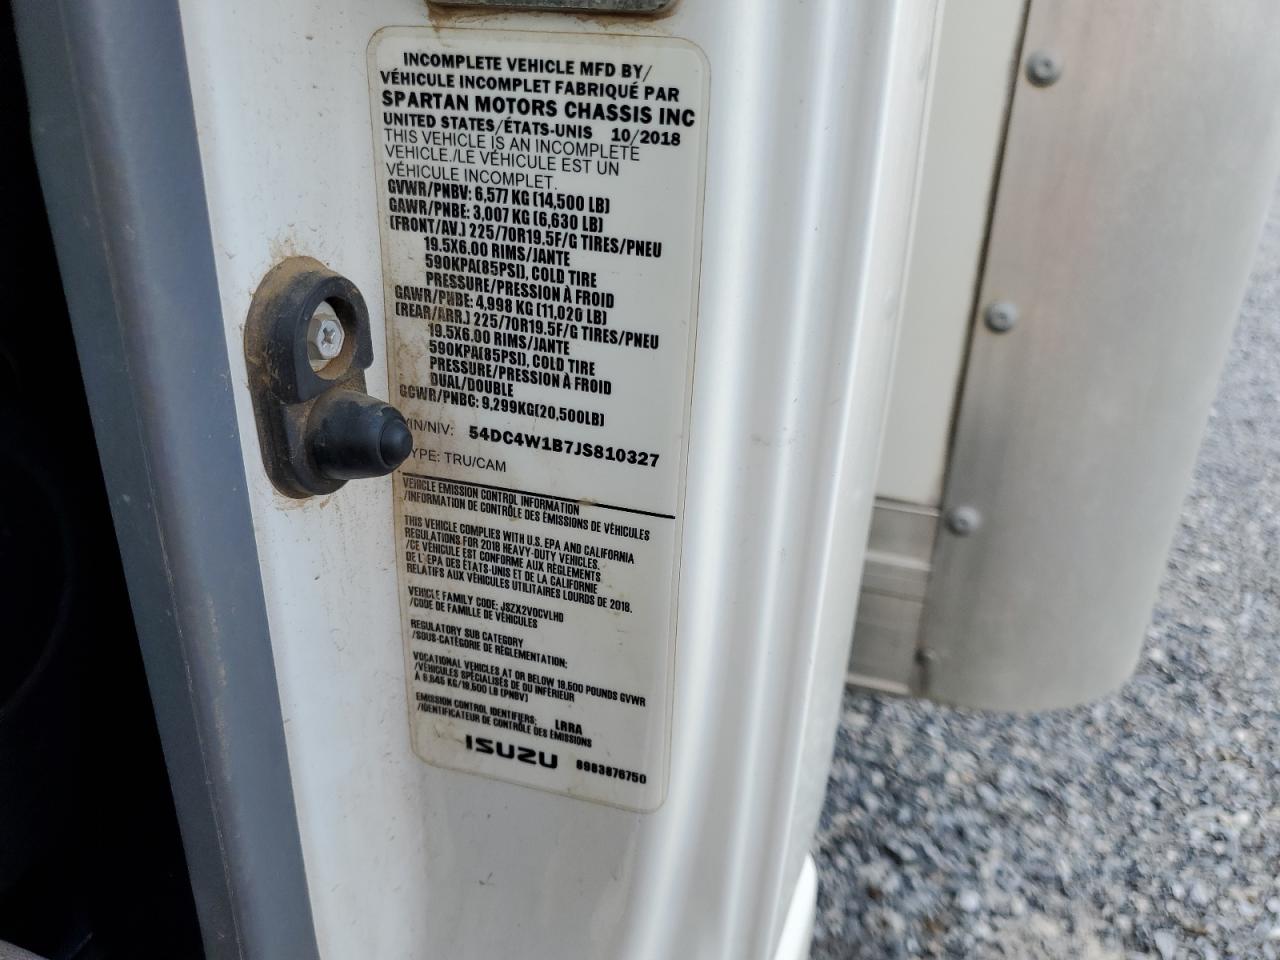 INCOMPLETE VEHICLE MFD BY/
VÉHICULE INCOMPLET FABRIQUÉ PAR
SPARTAN MOTORS CHASSIS INC
UNITED STATES/ÉTATS-UNIS 10/2018
THIS VEHICLE IS AN INCOMPLETE
VEHICLE./LE VÉHICULE EST UN
VÉHICULE INCOMPLET.
GVWR/PNBV: 6,577 KG (14,500 LB)
GAWR/PNBE: 3,007 KG (6,630 LB)
(FRONT/AV.) 225/70R19.5F/G TIRES/PNEU
19.5X6.00 RIMS/JANTE
590KPA(85PSI), COLD TIRE
PRESSURE/PRESSION À FROID
GAWR/PNBE: 4,998 KG (11,020 LB)
(REAR/ARR.) 225/70R19.5F/G TIRES/PNEU
19.5X6.00 RIMS/JANTE
590KPA(85PSI), COLD TIRE
PRESSURE/PRESSION À FROID
DUAL/DOUBLE
GCWR/PNBC: 9,299KG(20,500LB)
VIN/NIV: 54DC4W1B7JS810327
TYPE: TRU/CAM
VEHICLE EMISSION CONTROL INFORMATION
/INFORMATION DE CONTRÔLE DES ÉMISSIONS DE VÉHICULES
THIS VEHICLE COMPLIES WITH U.S. EPA AND CALIFORNIA
REGULATIONS FOR 2018 HEAVY-DUTY VEHICLES.
/CE VÉHICULE EST CONFORME AUX RÈGLEMENTS
DE L'EPA DES ÉTATS-UNIS ET DE LA CALIFORNIE
RELATIFS AUX VÉHICULES UTILITAIRES LOURDS DE 2018.
VEHICLE FAMILY CODE: JSZX2VOCVLHD
/CODE DE FAMILLE DE VÉHICULES
REGULATORY SUB CATEGORY
/SOUS-CATÉGORIE DE RÉGLEMENTATION:
VOCATIONAL VEHICLES AT OR BELOW 19,500 POUNDS GVWR
/VÉHICULES SPÉCIALISÉS DE OU INFÉRIEUR
À 8,845 KG/19,500 LB (PNBV)
EMISSION CONTROL IDENTIFIERS: LRRA
/IDENTIFICATEUR DE CONTRÔLE DES ÉMISSIONS
ISUZU 8983876750